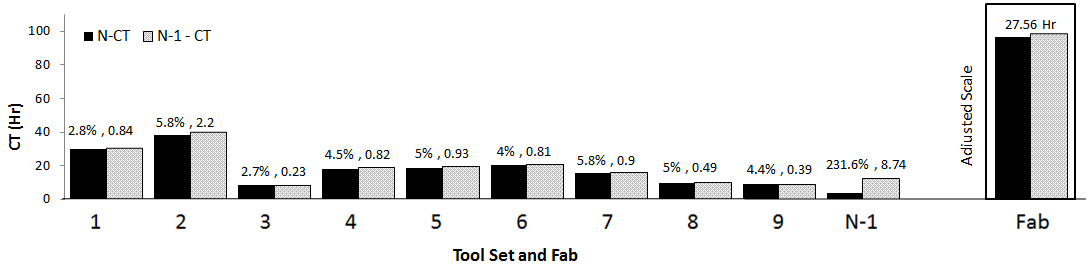 100
80
60
40
20
0
CT (Hr)
N-CT
N-1 - CT
2.8% , 0.84
5.8% , 2.2
2.7% , 0.23
4.5% , 0.82
5% , 0.93
4% , 0.81
5.8% , 0.9
5% , 0.49
4.4% , 0.39
231.6% , 8.74
Adjusted Scale
27.56 Hr
1 2 3 4 5 6 7 8 9 N-1 Fab
Tool Set and Fab